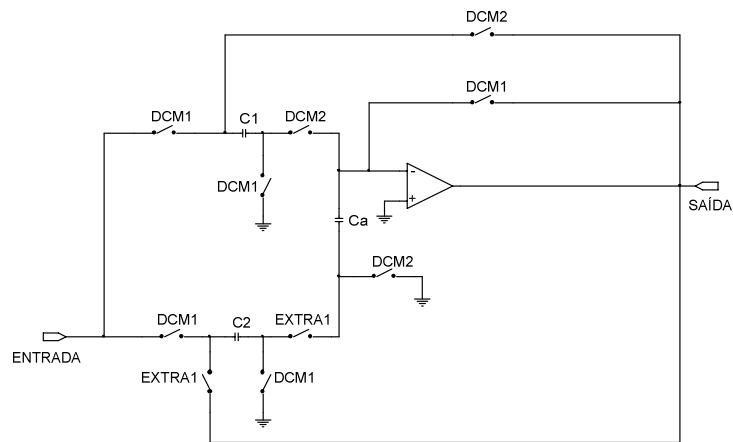 DCM2
DCM1
DCM1
C1
DCM2
DCM1
-
+
SAÍDA
Ca
DCM2
DCM1
C2
EXTRA1
ENTRADA
EXTRA1
DCM1